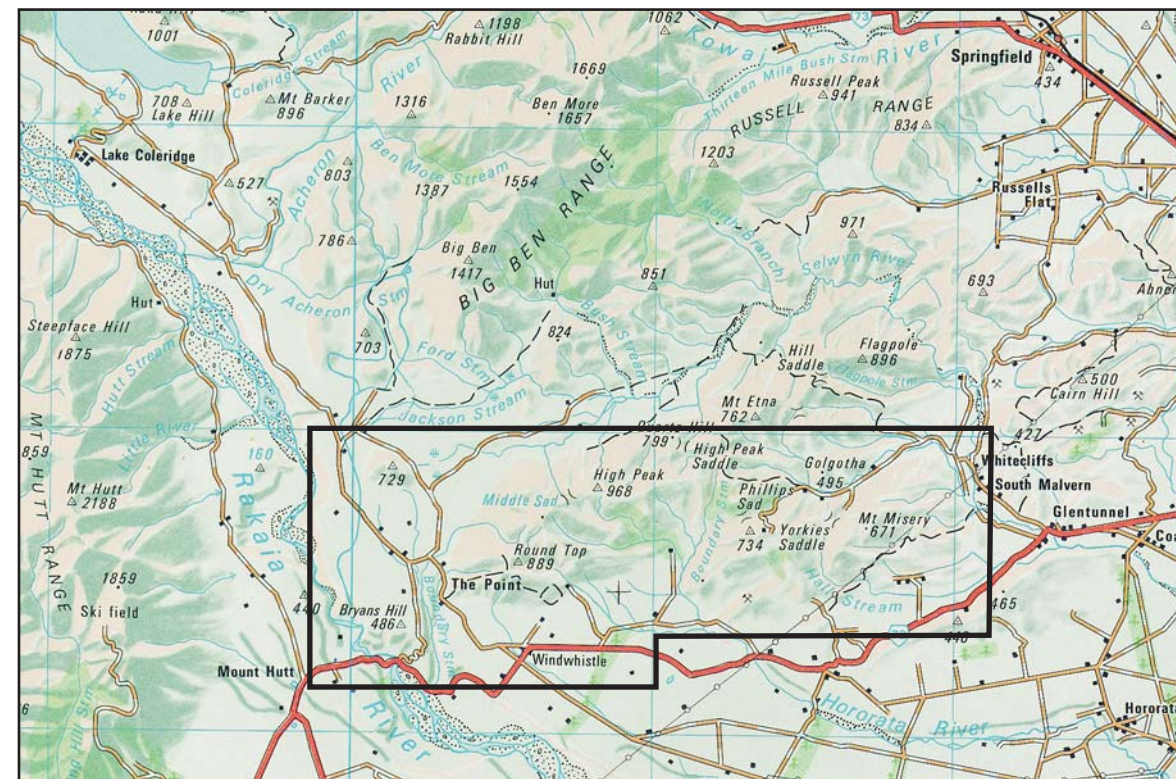 1001
1198
Rabbit Hill
1062
73
Kowai
River
Springfield
434
Coleridge Stream
River
1669
Thirteen Mile Bush Stm
Russell Peak
941
708
Lake Hill
Mt Barker
896
1316
Ben More
1657
RUSSELL RANGE
834
Lake Coleridge
527
Acheron
803
Ben More Stream
1387
1554
1203
Russells
Flat
786
Big Ben
1417
BIG BEN RANGE
North Branch
971
Selwyn River
693
Hut
Dry Acheron
Stm
Hut
851
Steepface Hill
1875
Hutt Stream
703
824
Ford Stm
Bush Stream
Hill
Saddle
Flagpole
896
Flagpole Stm
500
Cairn Hill
Jackson Stream
Mt Etna
762
MT HUTT RANGE
859
Little River
160
799
High Peak
Saddle
427
Whitecliffs
Mt Hutt
2188
Rakaia
729
High Peak
968
Golgotha
495
South Malvern
Middle Sad
Phillips
Sad
Boundary Stm
Mt Misery
671
Glentunnel
734
Yorkies
Saddle
Round Top
889
1859
Ski field
The Point
Boundary Stm
440
Bryans Hill
486
Stream
465
446
Mount Hutt
Windwhistle
River
Hororata River